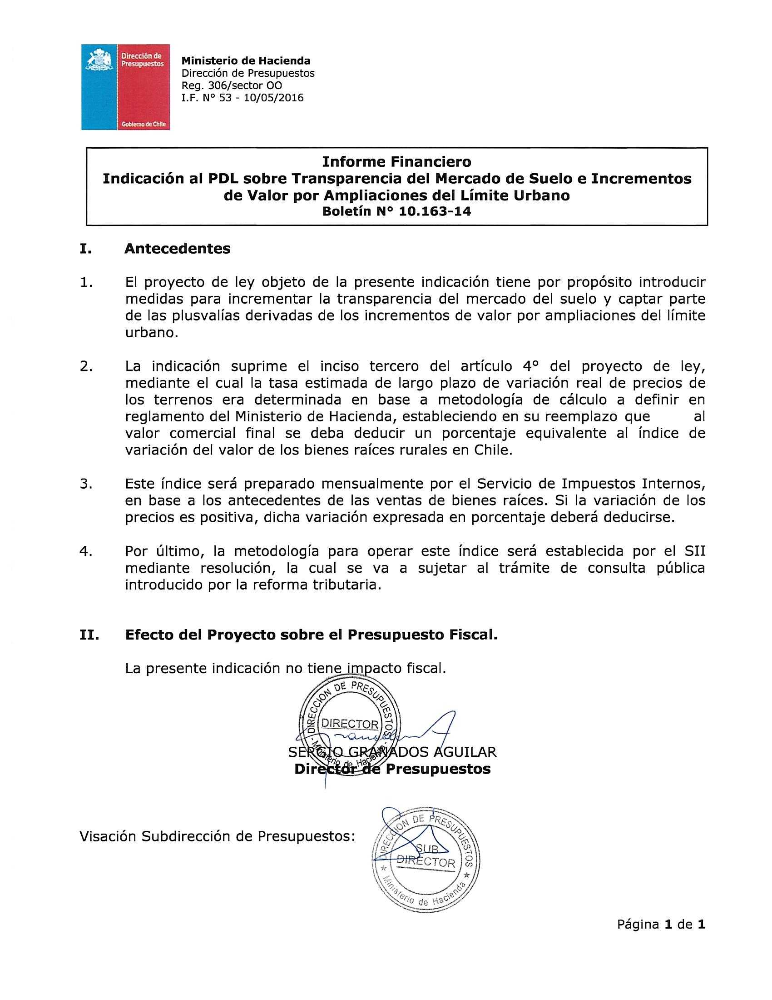 Dirección de
Presupuestos
Gobierno de Chile
Ministerio de Hacienda
Dirección de Presupuestos
Reg. 306/sector OO
I.F. N° 53 - 10/05/2016
Informe Financiero
Indicación al PDL sobre Transparencia del Mercado de Suelo e Incrementos
de Valor por Ampliaciones del Límite Urbano
Boletín N° 10.163-14
I. Antecedentes
1. El proyecto de ley objeto de la presente indicación tiene por propósito introducir
medidas para incrementar la transparencia del mercado del suelo y captar parte
de las plusvalías derivadas de los incrementos de valor por ampliaciones del límite
urbano.
2. La indicación suprime el inciso tercero del artículo 4° del proyecto de ley,
mediante el cual la tasa estimada de largo plazo de variación real de precios de
los terrenos era determinada en base a metodología de cálculo a definir en
reglamento del Ministerio de Hacienda, estableciendo en su reemplazo que al
valor comercial final se deba deducir un porcentaje equivalente al índice de
variación del valor de los bienes raíces rurales en Chile.
3. Este índice será preparado mensualmente por el Servicio de Impuestos Internos,
en base a los antecedentes de las ventas de bienes raíces. Si la variación de los
precios es positiva, dicha variación expresada en porcentaje deberá deducirse.
4. Por último, la metodología para operar este índice será establecida por el SII
mediante resolución, la cual se va a sujetar al trámite de consulta pública
introducido por la reforma tributaria.
II. Efecto del Proyecto sobre el Presupuesto Fiscal.
La presente indicación no tiene impacto fiscal.
- DIRECCION DE PRESUPUESTOS -
DIRECTOR
Ministerio de Hacienda
SERGIO GRANADOS AGUILAR
Director de Presupuestos
Visación Subdirección de Presupuestos:
DIRECCION DE PRESUPUESTOS
SUB
DIRECTOR
Ministerio de Hacienda
Página 1 de 1